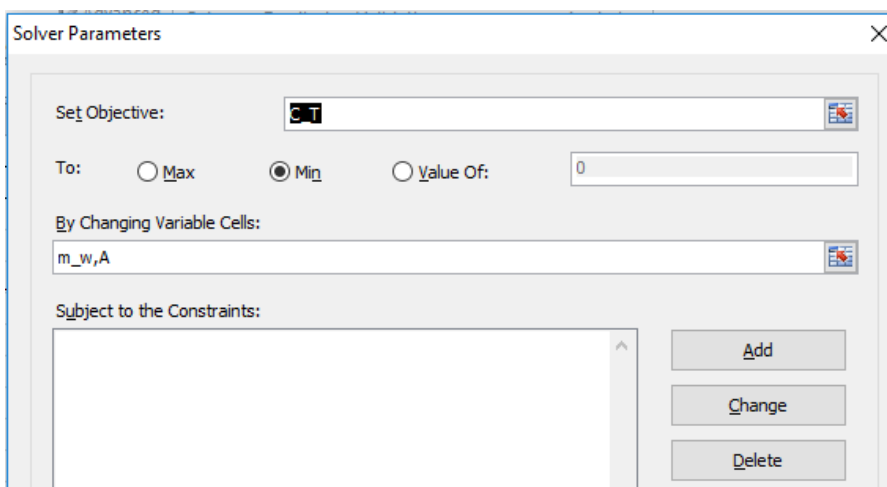 Solver Parameters
Set Objective:
C_T
To:
Max
Min
Value Of:
0
By Changing Variable Cells:
m_w,A
Subject to the Constraints:
Add
Change
Delete